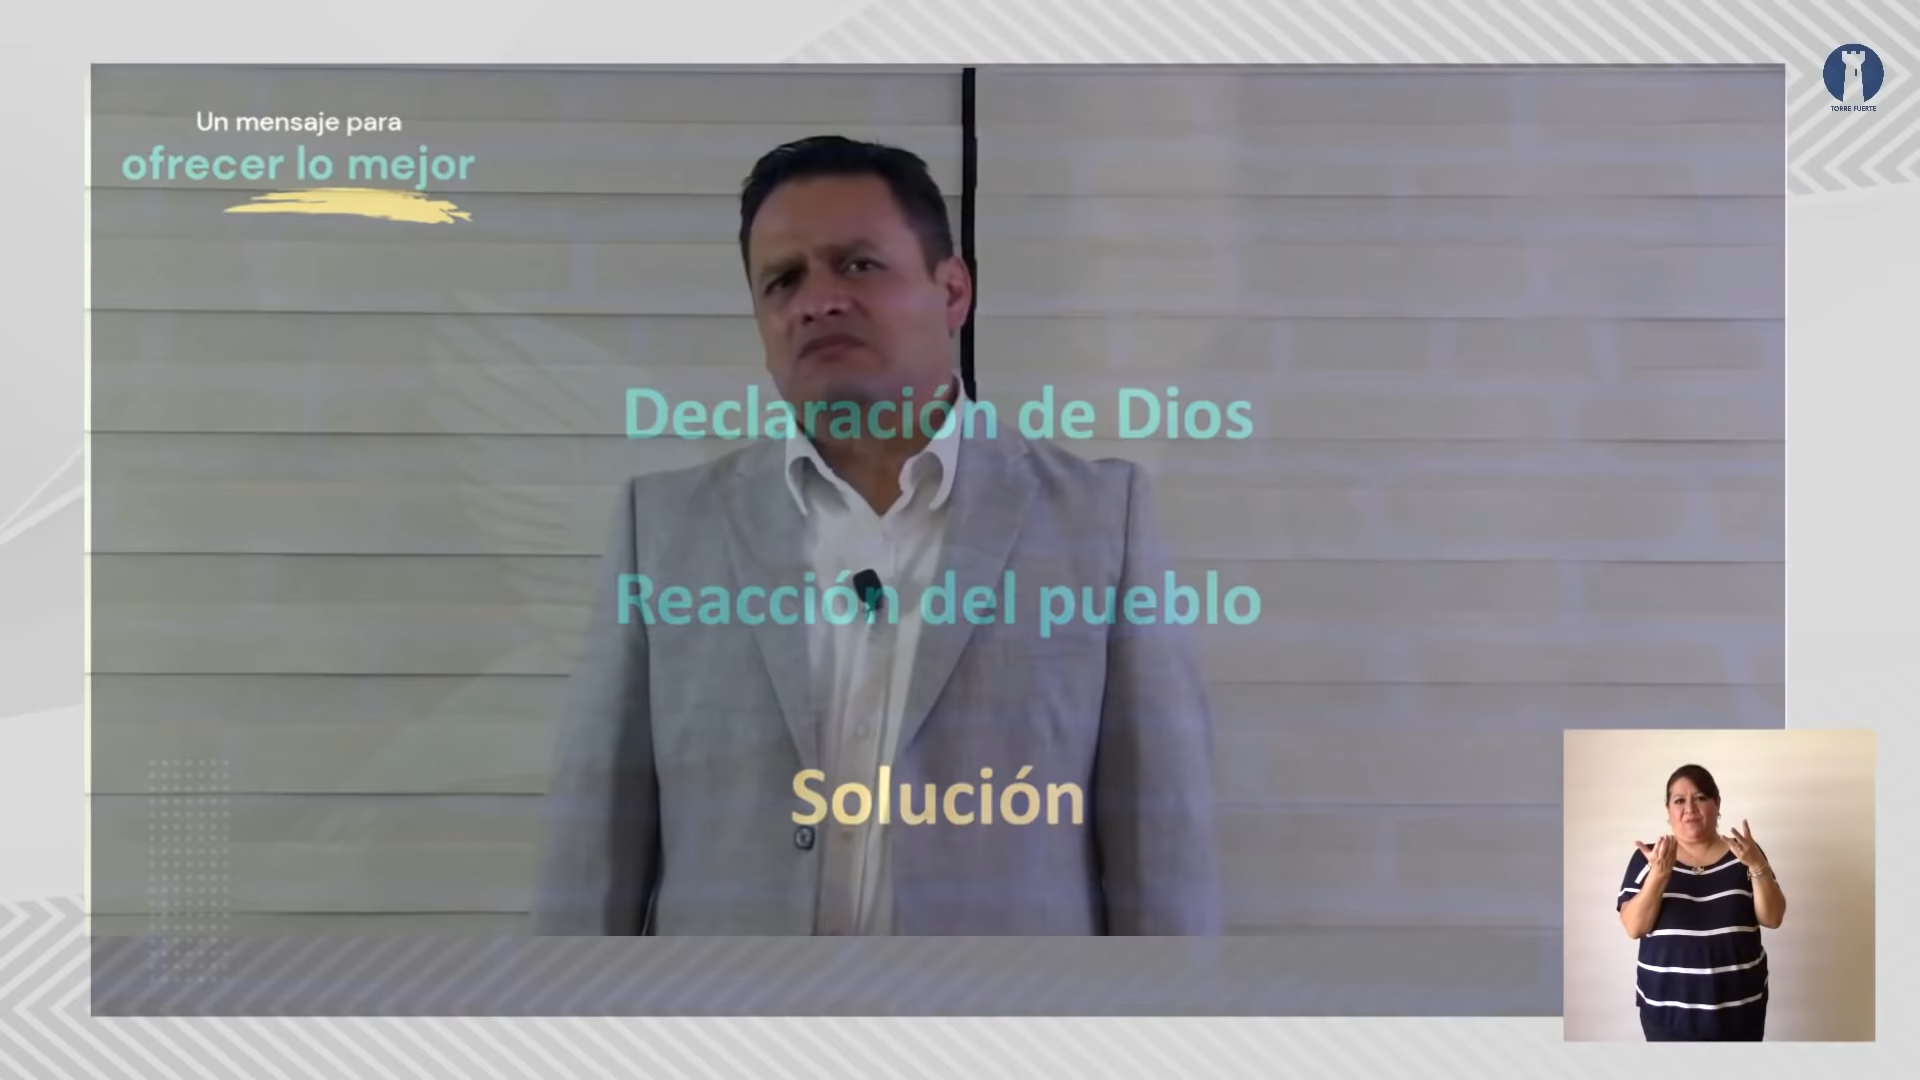 Un mensaje para
ofrecer lo mejor
TORRE FUERTE
Declaración de Dios
Reacción del pueblo
Solución